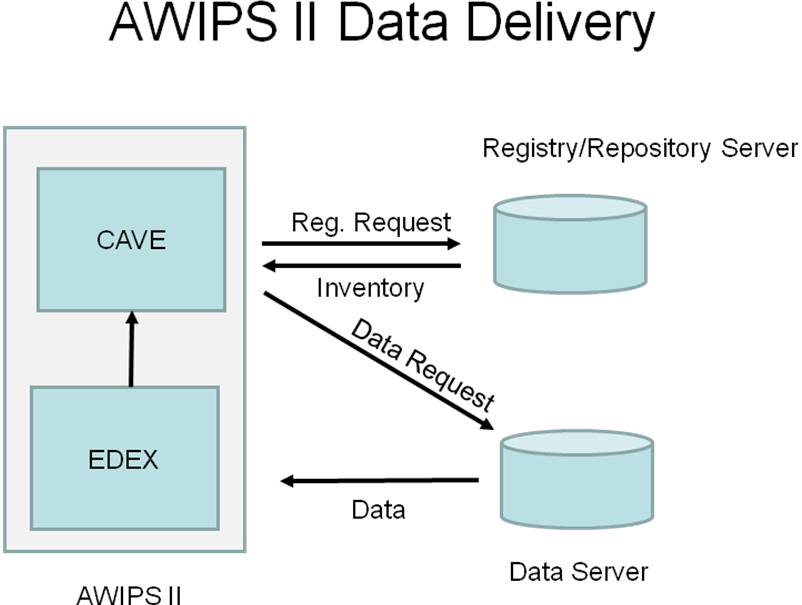 AWIPS II Data Delivery
Registry/Repository Server
CAVE
Reg. Request
Inventory
Data Request
EDEX
Data
Data Server
AWIPS II